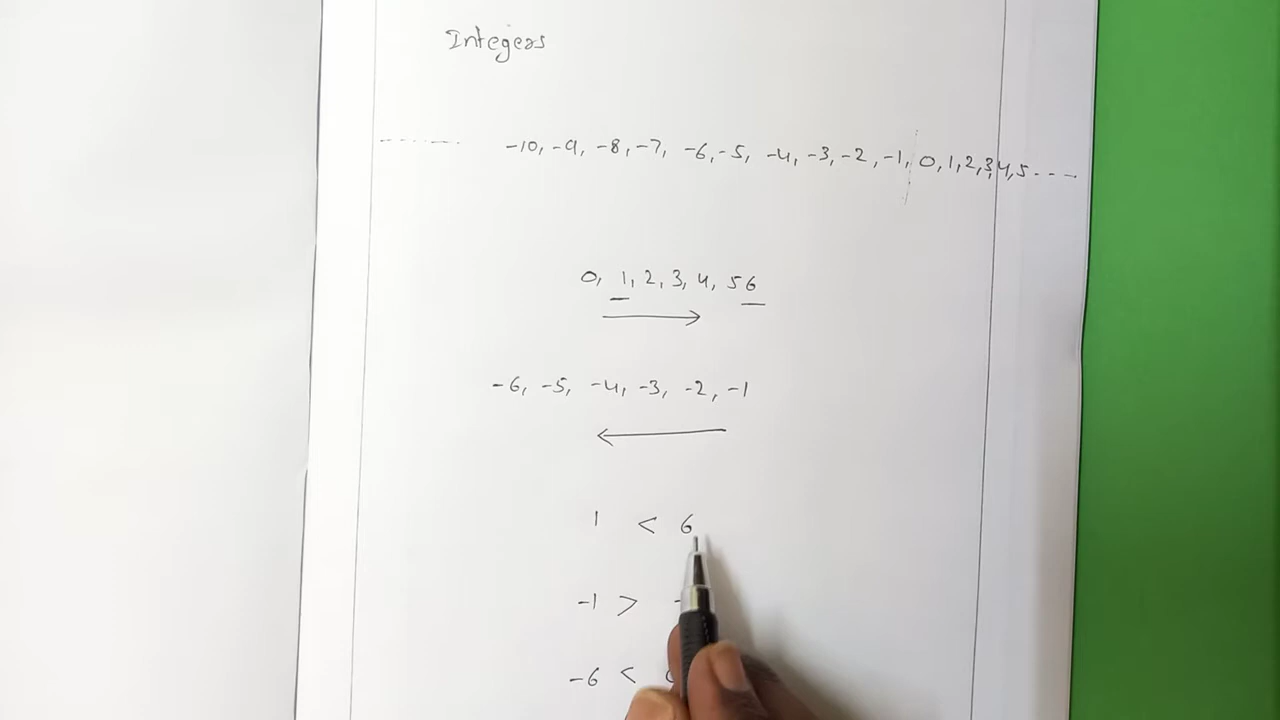 Integers
------- -10, -9, -8, -7, -6, -5, -4, -3, -2, -1, 0, 1, 2, 3, 4, 5 ----
0, 1, 2, 3, 4, 5 6
-6, -5, -4, -3, -2, -1
1 < 6
-1 >
-6 <